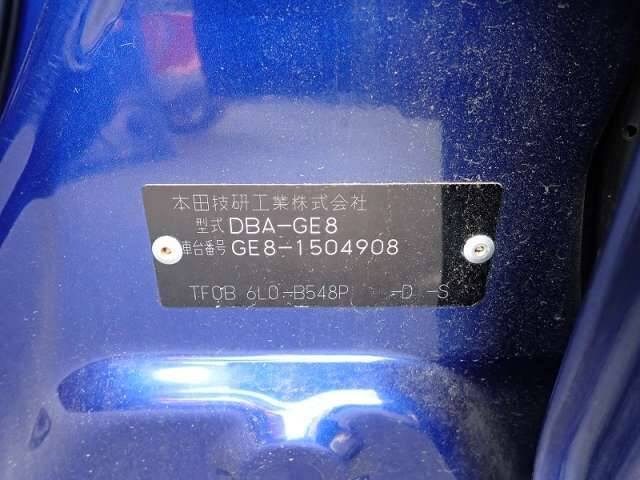 本田技研工業株式会社
型式 DBA-GE8
車台番号 GE8-1504908
TF0B 6L0-B548P -D -S